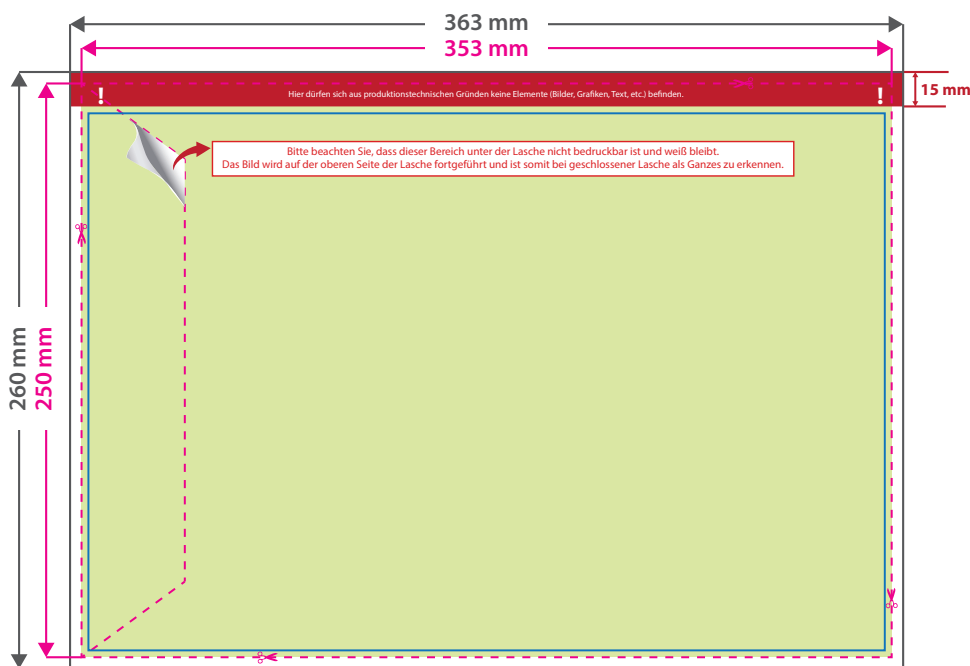 363 mm
353 mm
15 mm
! Hier dürfen sich aus produktionstechnischen Gründen keine Elemente (Bilder, Grafiken, Text, etc.) befinden. !
Bitte beachten Sie, dass dieser Bereich unter der Lasche nicht bedruckbar ist und weiß bleibt.
Das Bild wird auf der oberen Seite der Lasche fortgeführt und ist somit bei geschlossener Lasche als Ganzes zu erkennen.
260 mm
250 mm